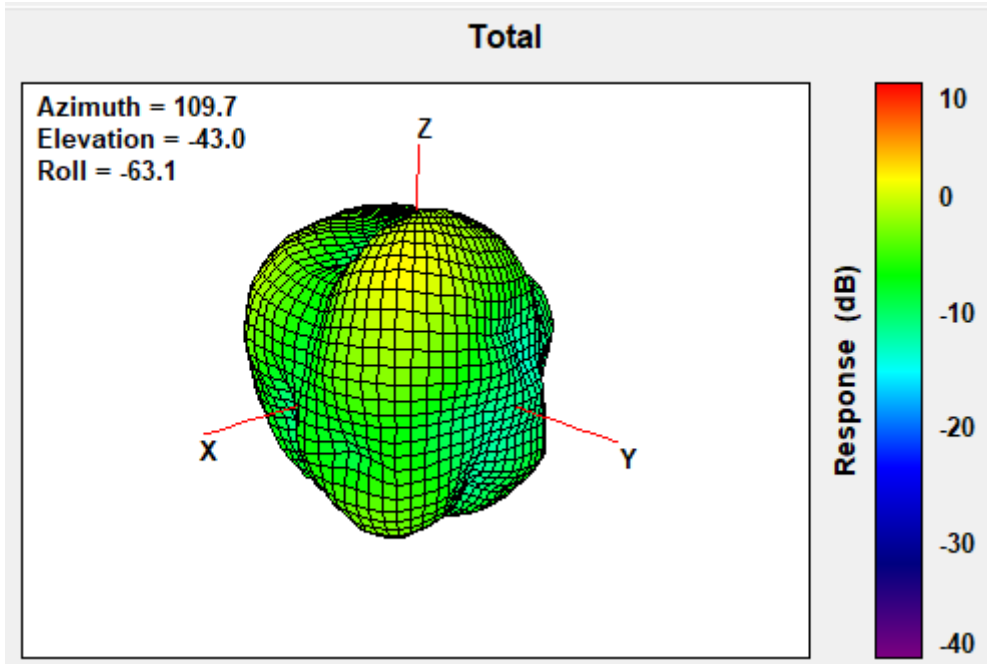 Total
Azimuth = 109.7
Elevation = -43.0
Roll = -63.1
Z
X
Y
Response (dB)
10
0
-10
-20
-30
-40